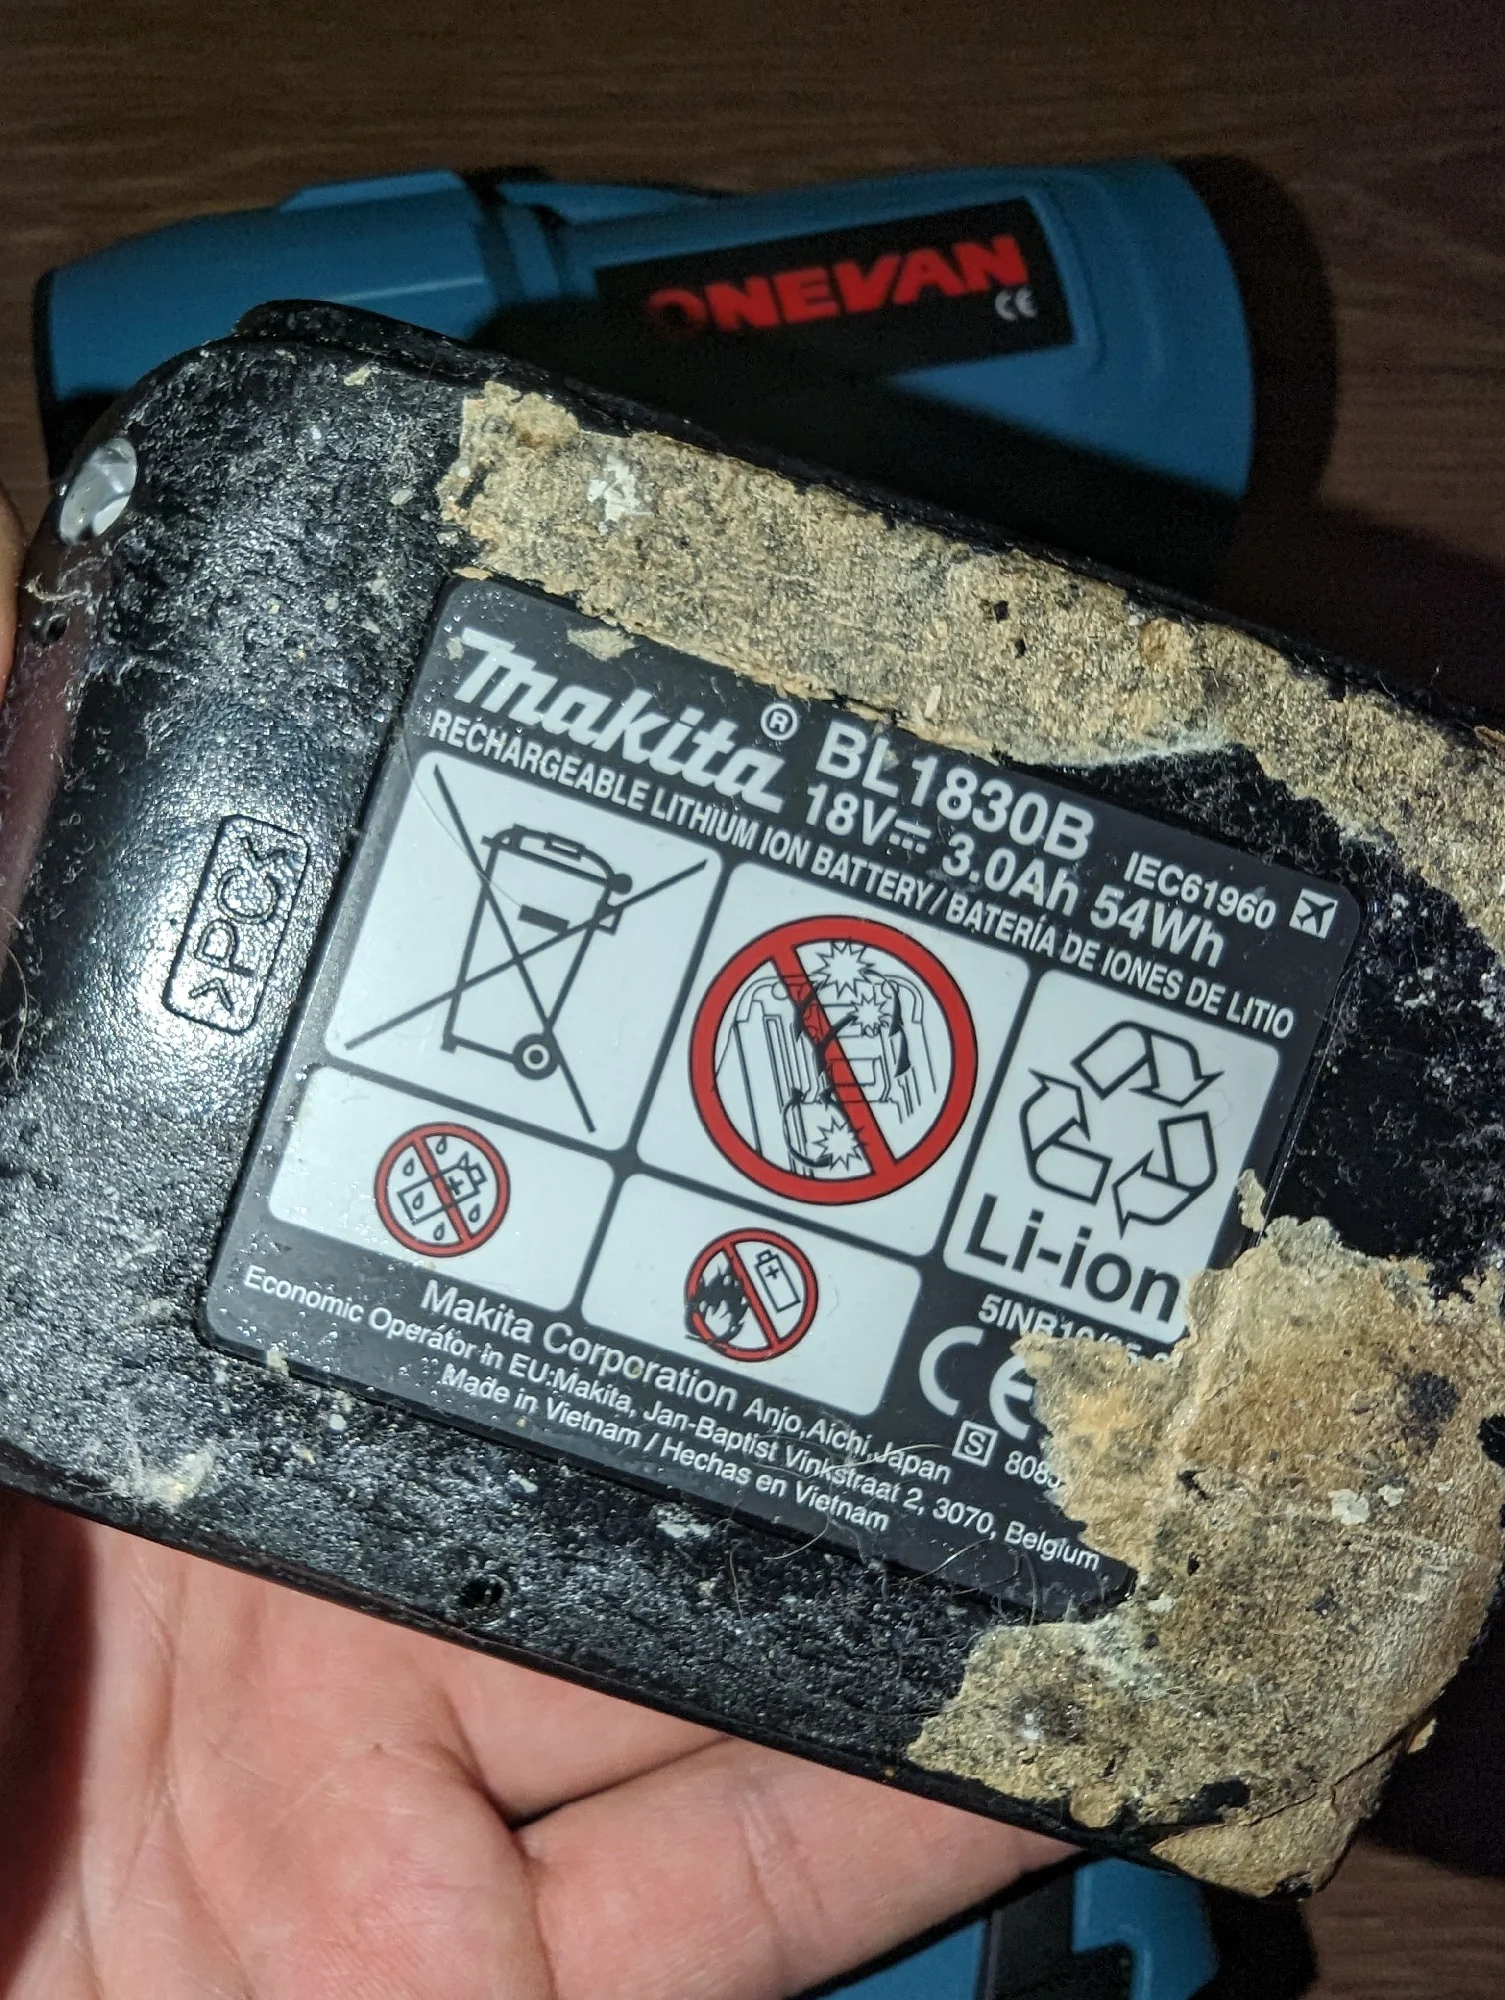 ONEVAN
CE
>PC<
makita® BL1830B
18V⎓ 3.0Ah 54Wh
IEC61960
RECHARGEABLE LITHIUM ION BATTERY/BATERÍA DE IONES DE LITIO
Li-ion
CE
S
Makita Corporation Anjo,Aichi,Japan
Economic Operator in EU:Makita, Jan-Baptist Vinkstraat 2, 3070, Belgium
Made in Vietnam / Hechas en Vietnam